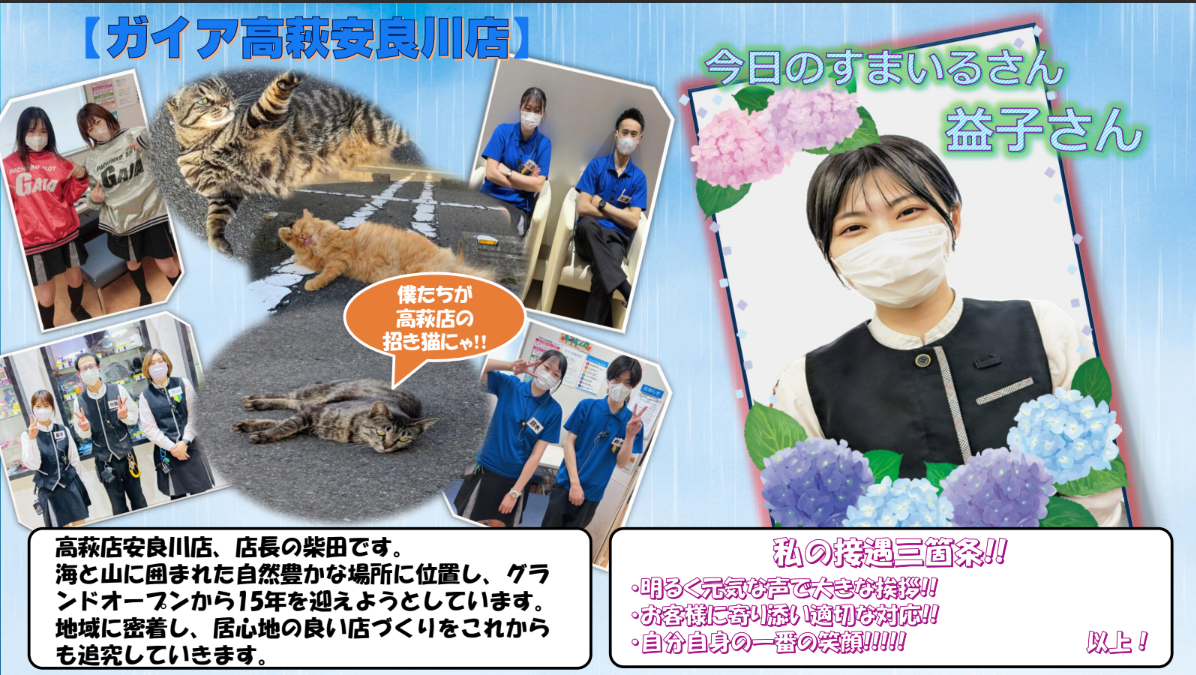 【ガイア高萩安良川店】
今日のすまいるさん
益子さん
PACHINKO SLOT
GAIA
PACHINKO SLOT
GAIA
僕たちが
高萩店の
招き猫にゃ!!
高萩店安良川店、店長の柴田です。
海と山に囲まれた自然豊かな場所に位置し、グラ
ンドオープンから15年を迎えようとしています。
地域に密着し、居心地の良い店づくりをこれから
も追究していきます。
私の接遇三箇条!!
・明るく元気な声で大きな挨拶!!
・お客様に寄り添い適切な対応!!
・自分自身の一番の笑顔!!!!! 以上！